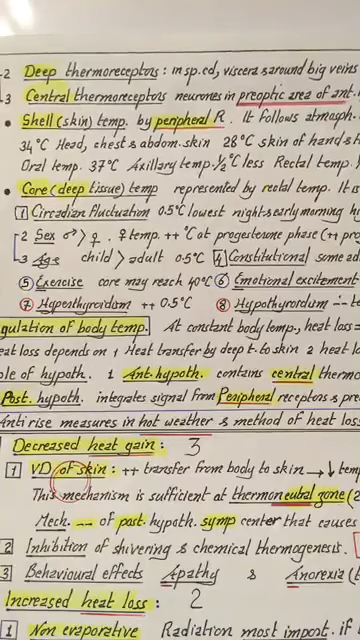 2 Deep thermoreceptors: in sp.cd, viscera & around big veins
3 Central thermoreceptors neurones in preoptic area of ant.
• Shell (skin) temp. by peripheral R. It follows atmosph.
34°C Head, chest & abdom. skin 28°C skin of hand &
Oral temp. 37°C Axillary temp. ½°C less Rectal temp.
• Core (deep tissue) temp represented by rectal temp. It is
1 Circadian fluctuation 0.5°C lowest night & early morning
2 Sex ♂ > ♀. ♀ temp. ++ °C at progesterone phase (++
3 Age child > adult 0.5°C 4 Constitutional some
5 Exercise core may reach 40°C 6 Emotional excitement
7 Hyperthyroidism ++ 0.5°C 8 Hypothyroidism
gulation of body temp. At constant body temp., heat loss =
eat loss depends on 1 Heat transfer by deep t. to skin 2 heat
ole of hypoth. 1 Ant. hypoth. contains central thermo
Post. hypoth. integrates signal from Peripheral receptors &
Anti rise measures in hot weather & method of heat loss
Decreased heat gain: 3
1 VD of skin: ++ transfer from body to skin → ↓ temp
This mechanism is sufficient at thermoneutral zone (2
Mech. -- of post. hypoth. symp center that causes
2 Inhibition of shivering & chemical thermogenesis.
3 Behavioural effects Apathy & Anorexia
Increased heat loss: 2
1 Non evaporative Radiation most import. if